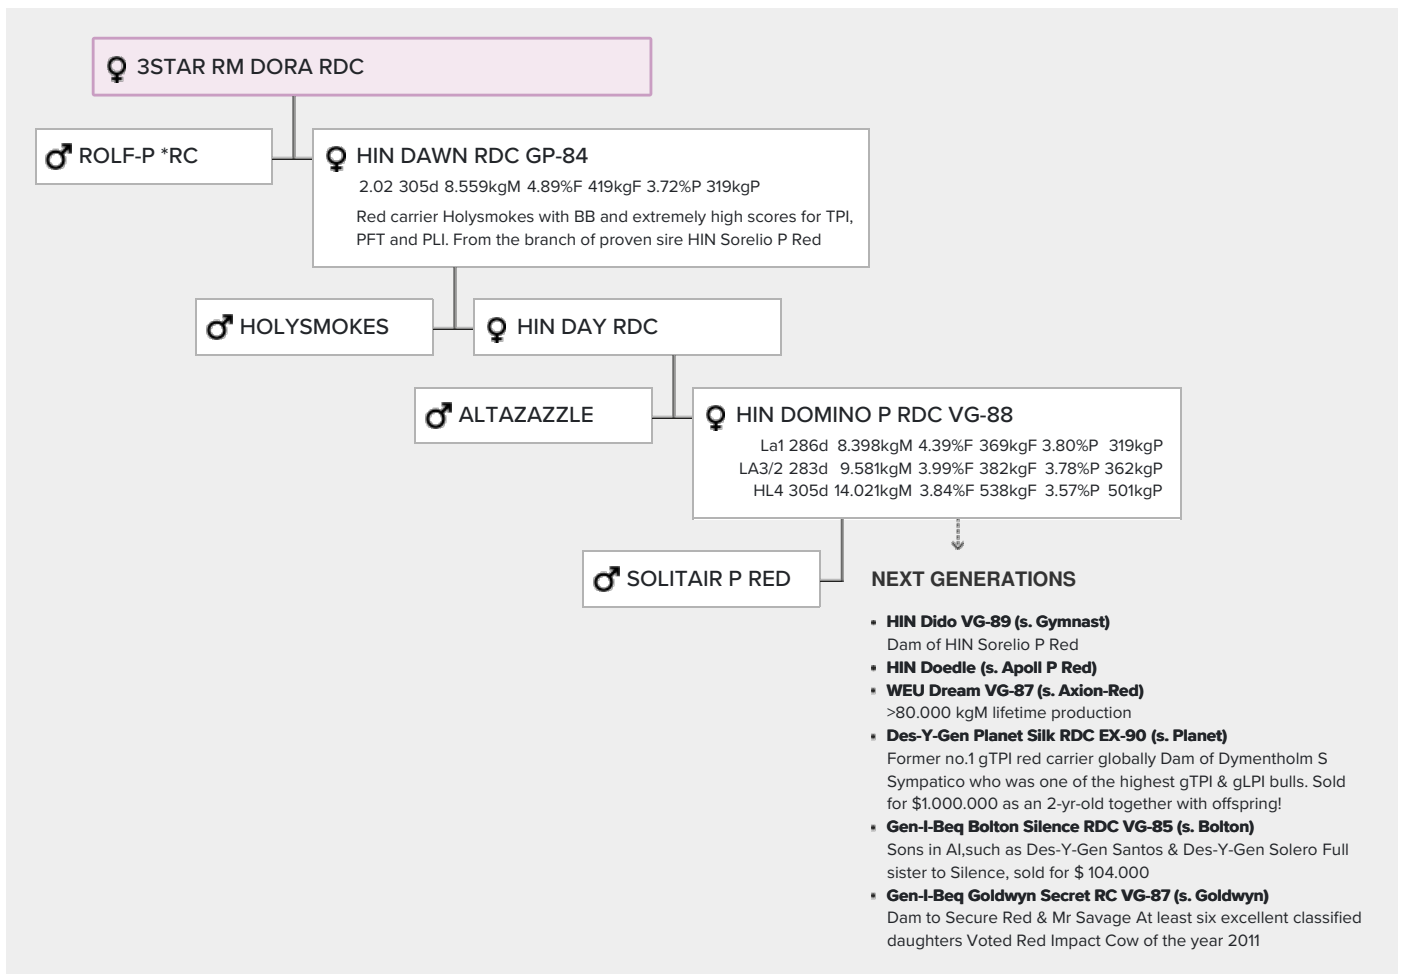 3STAR RM DORA RDC
ROLF-P *RC
HIN DAWN RDC GP-84
2.02 305d 8.559kgM 4.89%F 419kgF 3.72%P 319kgP
Red carrier Holysmokes with BB and extremely high scores for TPI,
PFT and PLI. From the branch of proven sire HIN Sorelio P Red
HOLYSMOKES
HIN DAY RDC
ALTAZAZZLE
HIN DOMINO P RDC VG-88
La1 286d 8.398kgM 4.39%F 369kgF 3.80%P 319kgP
LA3/2 283d 9.581kgM 3.99%F 382kgF 3.78%P 362kgP
HL4 305d 14.021kgM 3.84%F 538kgF 3.57%P 501kgP
SOLITAIR P RED
NEXT GENERATIONS
▪ HIN Dido VG-89 (s. Gymnast)
Dam of HIN Sorelio P Red
▪ HIN Doedle (s. Apoll P Red)
▪ WEU Dream VG-87 (s. Axion-Red)
>80.000 kgM lifetime production
▪ Des-Y-Gen Planet Silk RDC EX-90 (s. Planet)
Former no.1 gTPI red carrier globally Dam of Dymentholm S
Sympatico who was one of the highest gTPI & gLPI bulls. Sold
for $1.000.000 as an 2-yr-old together with offspring!
▪ Gen-I-Beq Bolton Silence RDC VG-85 (s. Bolton)
Sons in AI,such as Des-Y-Gen Santos & Des-Y-Gen Solero Full
sister to Silence, sold for $ 104.000
▪ Gen-I-Beq Goldwyn Secret RC VG-87 (s. Goldwyn)
Dam to Secure Red & Mr Savage At least six excellent classified
daughters Voted Red Impact Cow of the year 2011